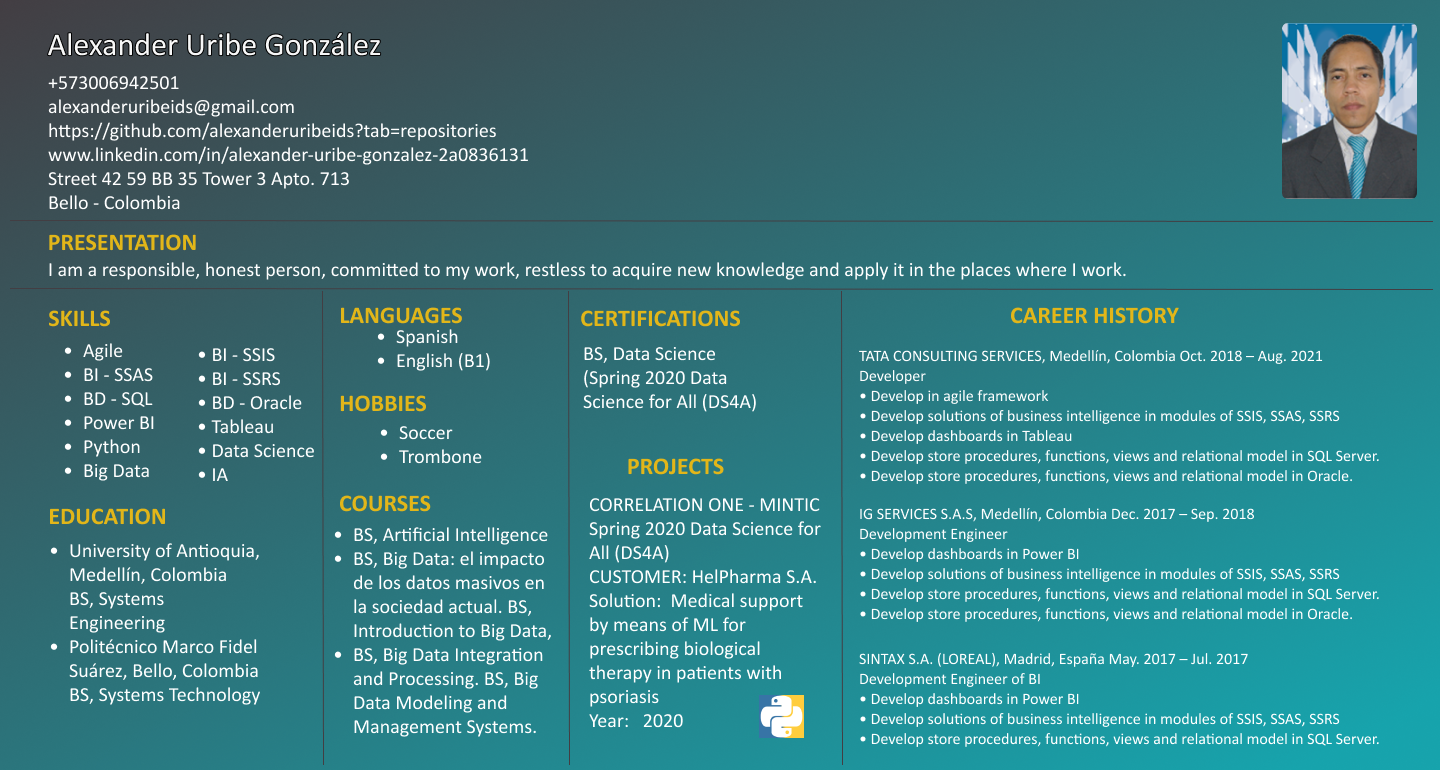 Alexander Uribe González
+573006942501
alexanderuribeids@gmail.com
https://github.com/alexanderuribeids?tab=repositories
www.linkedin.com/in/alexander-uribe-gonzalez-2a0836131
Street 42 59 BB 35 Tower 3 Apto. 713
Bello - Colombia
PRESENTATION
I am a responsible, honest person, committed to my work, restless to acquire new knowledge and apply it in the places where I work.
SKILLS
• Agile
• BI - SSAS
• BD - SQL
• Power BI
• Python
• Big Data
• BI - SSIS
• BI - SSRS
• BD - Oracle
• Tableau
• Data Science
• IA
EDUCATION
• University of Antioquia,
Medellín, Colombia
BS, Systems
Engineering
• Politécnico Marco Fidel
Suárez, Bello, Colombia
BS, Systems Technology
LANGUAGES
• Spanish
• English (B1)
HOBBIES
• Soccer
• Trombone
COURSES
• BS, Artificial Intelligence
• BS, Big Data: el impacto
de los datos masivos en
la sociedad actual. BS,
Introduction to Big Data,
• BS, Big Data Integration
and Processing. BS, Big
Data Modeling and
Management Systems.
CERTIFICATIONS
BS, Data Science
(Spring 2020 Data
Science for All (DS4A)
PROJECTS
CORRELATION ONE - MINTIC
Spring 2020 Data Science for
All (DS4A)
CUSTOMER: HelPharma S.A.
Solution: Medical support
by means of ML for
prescribing biological
therapy in patients with
psoriasis
Year: 2020
CAREER HISTORY
TATA CONSULTING SERVICES, Medellín, Colombia Oct. 2018 – Aug. 2021
Developer
• Develop in agile framework
• Develop solutions of business intelligence in modules of SSIS, SSAS, SSRS
• Develop dashboards in Tableau
• Develop store procedures, functions, views and relational model in SQL Server.
• Develop store procedures, functions, views and relational model in Oracle.
IG SERVICES S.A.S, Medellín, Colombia Dec. 2017 – Sep. 2018
Development Engineer
• Develop dashboards in Power BI
• Develop solutions of business intelligence in modules of SSIS, SSAS, SSRS
• Develop store procedures, functions, views and relational model in SQL Server.
• Develop store procedures, functions, views and relational model in Oracle.
SINTAX S.A. (LOREAL), Madrid, España May. 2017 – Jul. 2017
Development Engineer of BI
• Develop dashboards in Power BI
• Develop solutions of business intelligence in modules of SSIS, SSAS, SSRS
• Develop store procedures, functions, views and relational model in SQL Server.